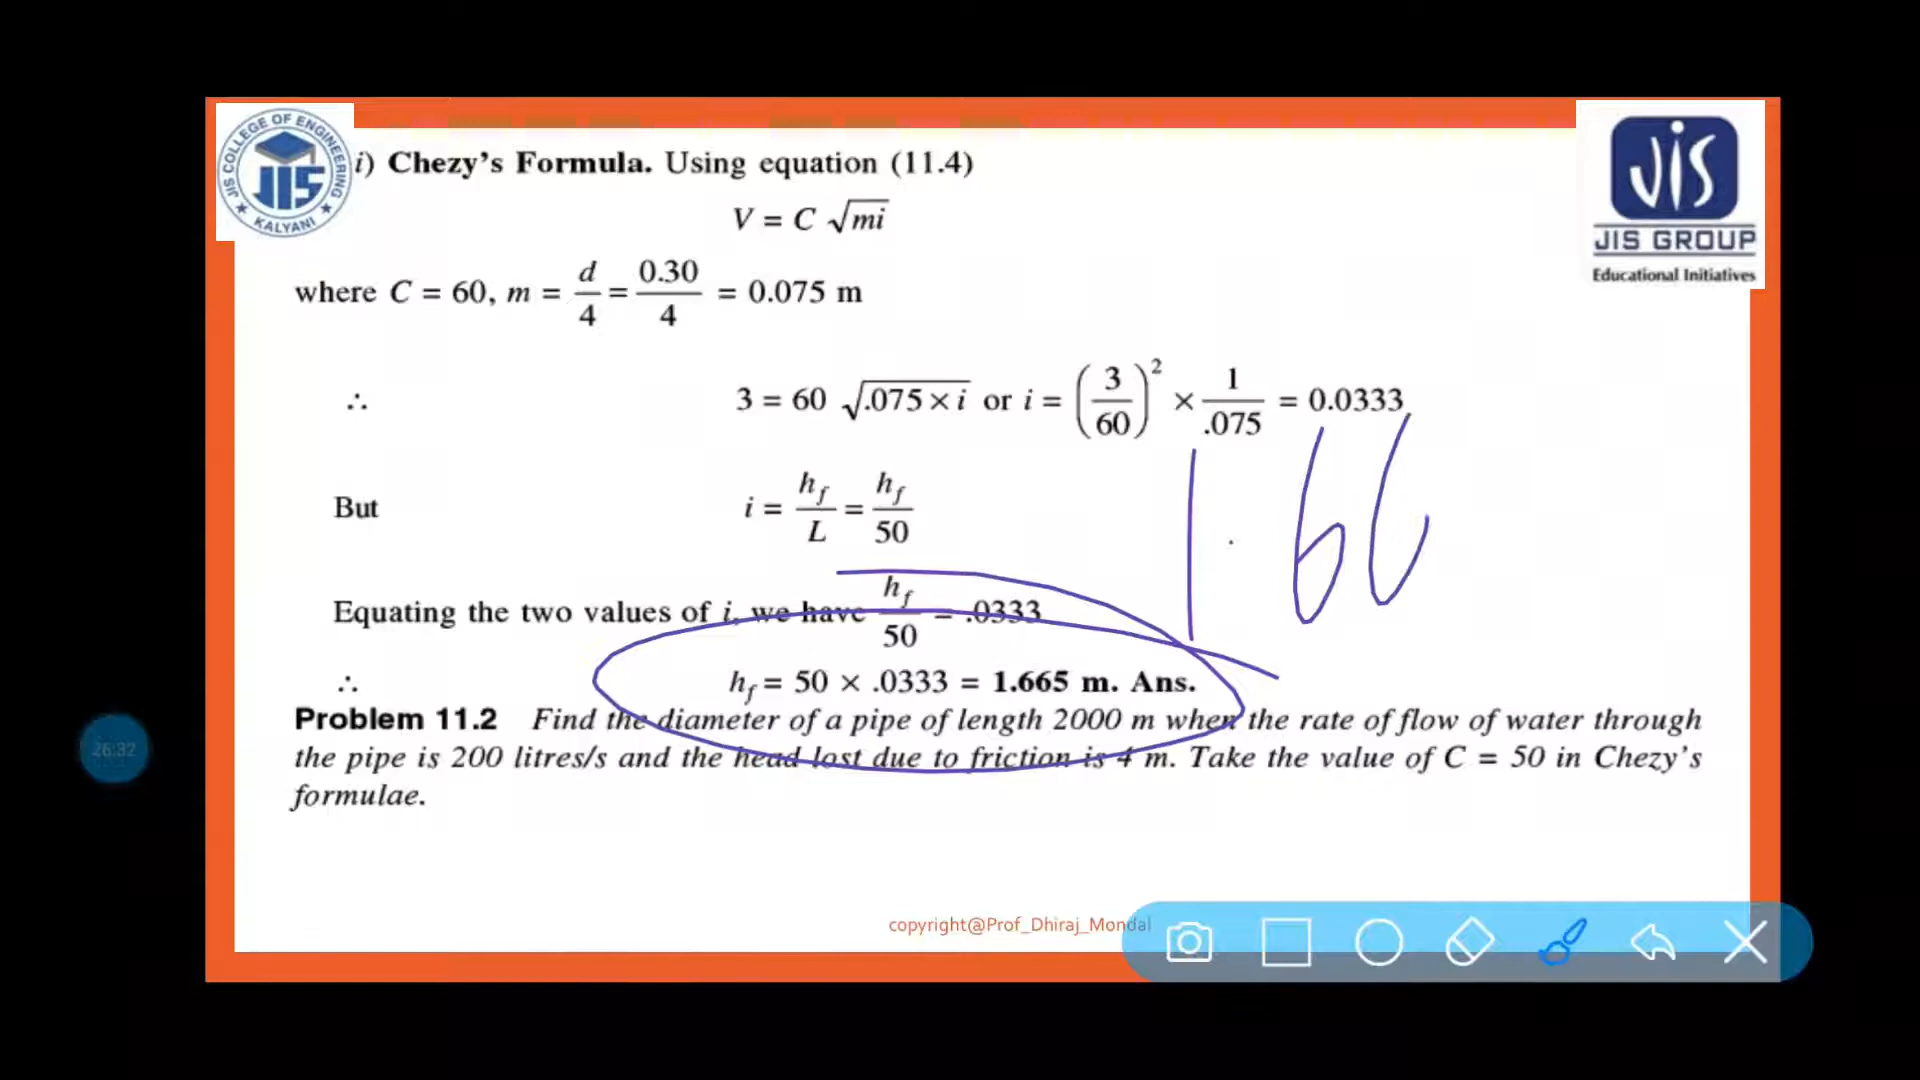 JIS COLLEGE OF ENGINEERING
JIS
KALYANI
JIS
JIS GROUP
Educational Initiatives
i) Chezy's Formula. Using equation (11.4)
V = C √mi
where C = 60, m = d/4 = 0.30/4 = 0.075 m
∴ 3 = 60 √.075 × i or i = (3/60)² × 1/.075 = 0.0333
1.66
But i = h_f/L = h_f/50
Equating the two values of i, we have h_f/50 = .0333
∴ h_f = 50 × .0333 = 1.665 m. Ans.
Problem 11.2 Find the diameter of a pipe of length 2000 m when the rate of flow of water through
the pipe is 200 litres/s and the head lost due to friction is 4 m. Take the value of C = 50 in Chezy's
formulae.
26:32
copyright@Prof_Dhiraj_Mondal